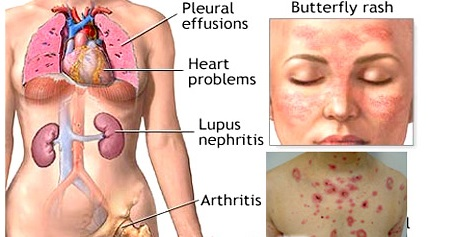 Pleural
effusions
Butterfly rash
Heart
problems
Lupus
nephritis
Arthritis